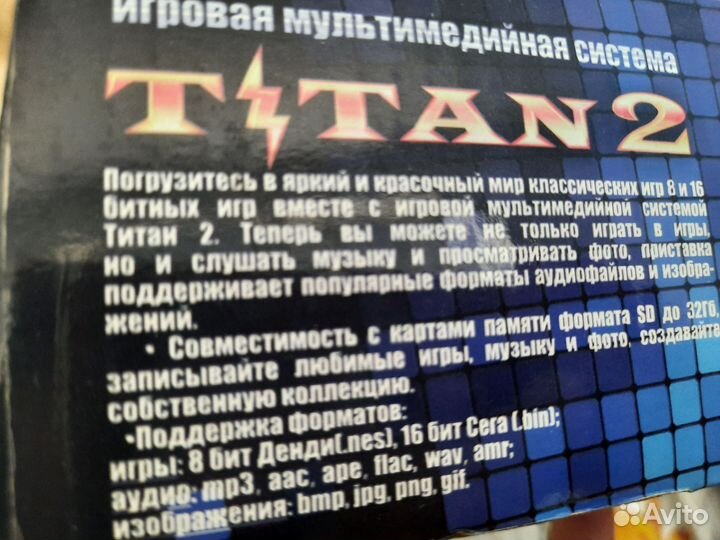 игровая мультимедийная система
TITAN 2
Погрузитесь в яркий и красочный мир классических игр 8 и 16
битных игр вместе с игровой мультимедийной системой
Титан 2. Теперь вы можете не только играть в игры,
но и слушать музыку и просматривать фото, приставка
поддерживает популярные форматы аудиофайлов и изобра-
жений.
• Совместимость с картами памяти формата SD до 32Гб,
записывайте любимые игры, музыку и фото, создавайте
собственную коллекцию.
•Поддержка форматов:
игры: 8 бит Денди(.nes), 16 бит Сега (.bin);
аудио: mp3, aac, ape, flac, wav, amr;
изображения: bmp, jpg, png, gif.
Avito